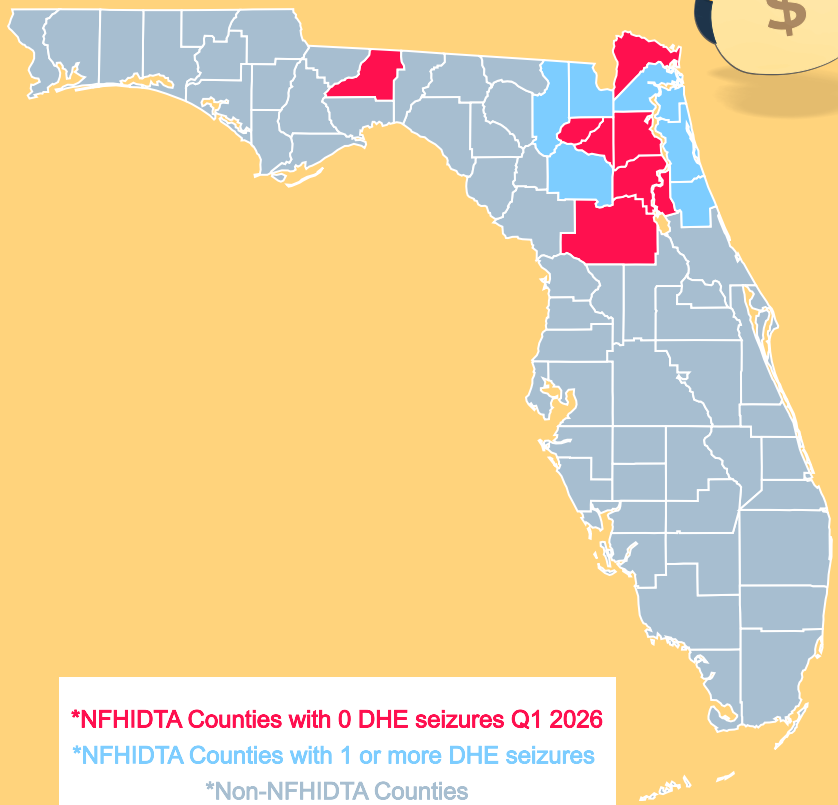 $
*NFHIDTA Counties with 0 DHE seizures Q1 2026
*NFHIDTA Counties with 1 or more DHE seizures
*Non-NFHIDTA Counties